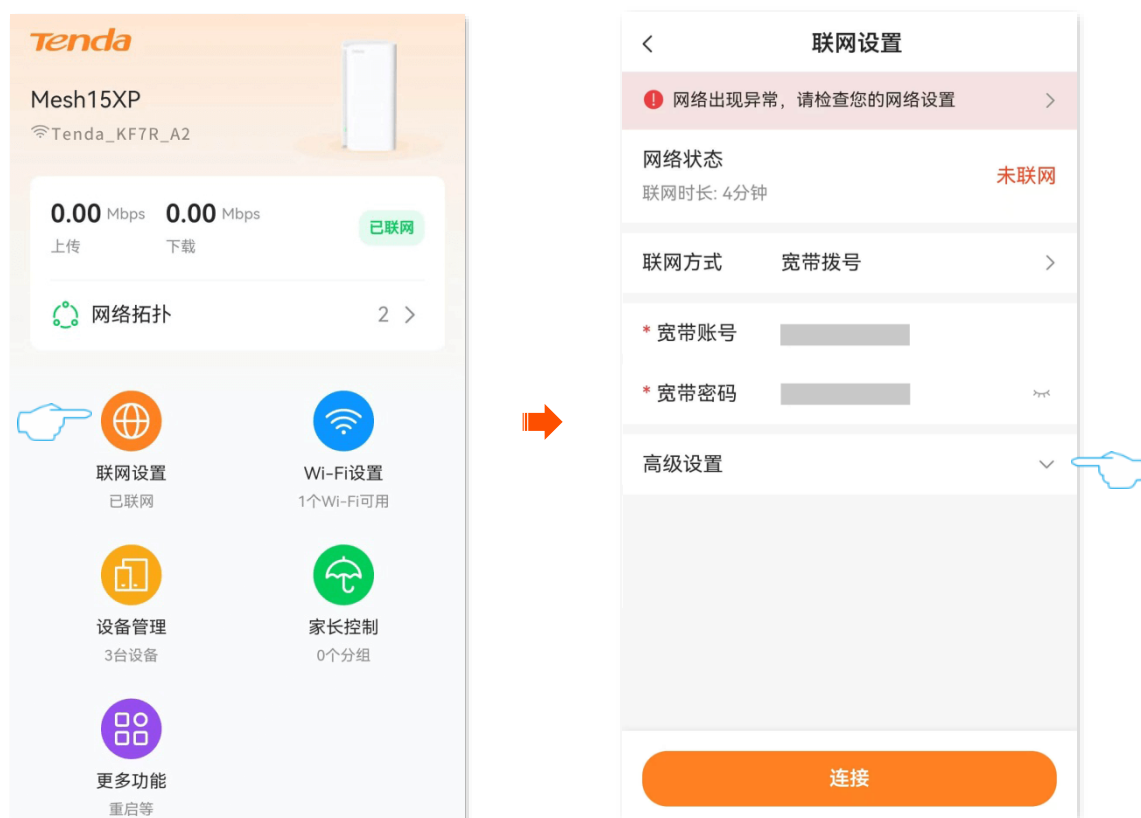 Tenda
Mesh15XP
Tenda_KF7R_A2
0.00 Mbps 0.00 Mbps
上传 下载
已联网
网络拓扑 2
联网设置 Wi-Fi设置
已联网 1个Wi-Fi可用
设备管理 家长控制
3台设备 0个分组
更多功能
重启等
联网设置
网络出现异常，请检查您的网络设置
网络状态
联网时长: 4分钟
未联网
联网方式 宽带拨号
* 宽带账号
* 宽带密码
高级设置
连接